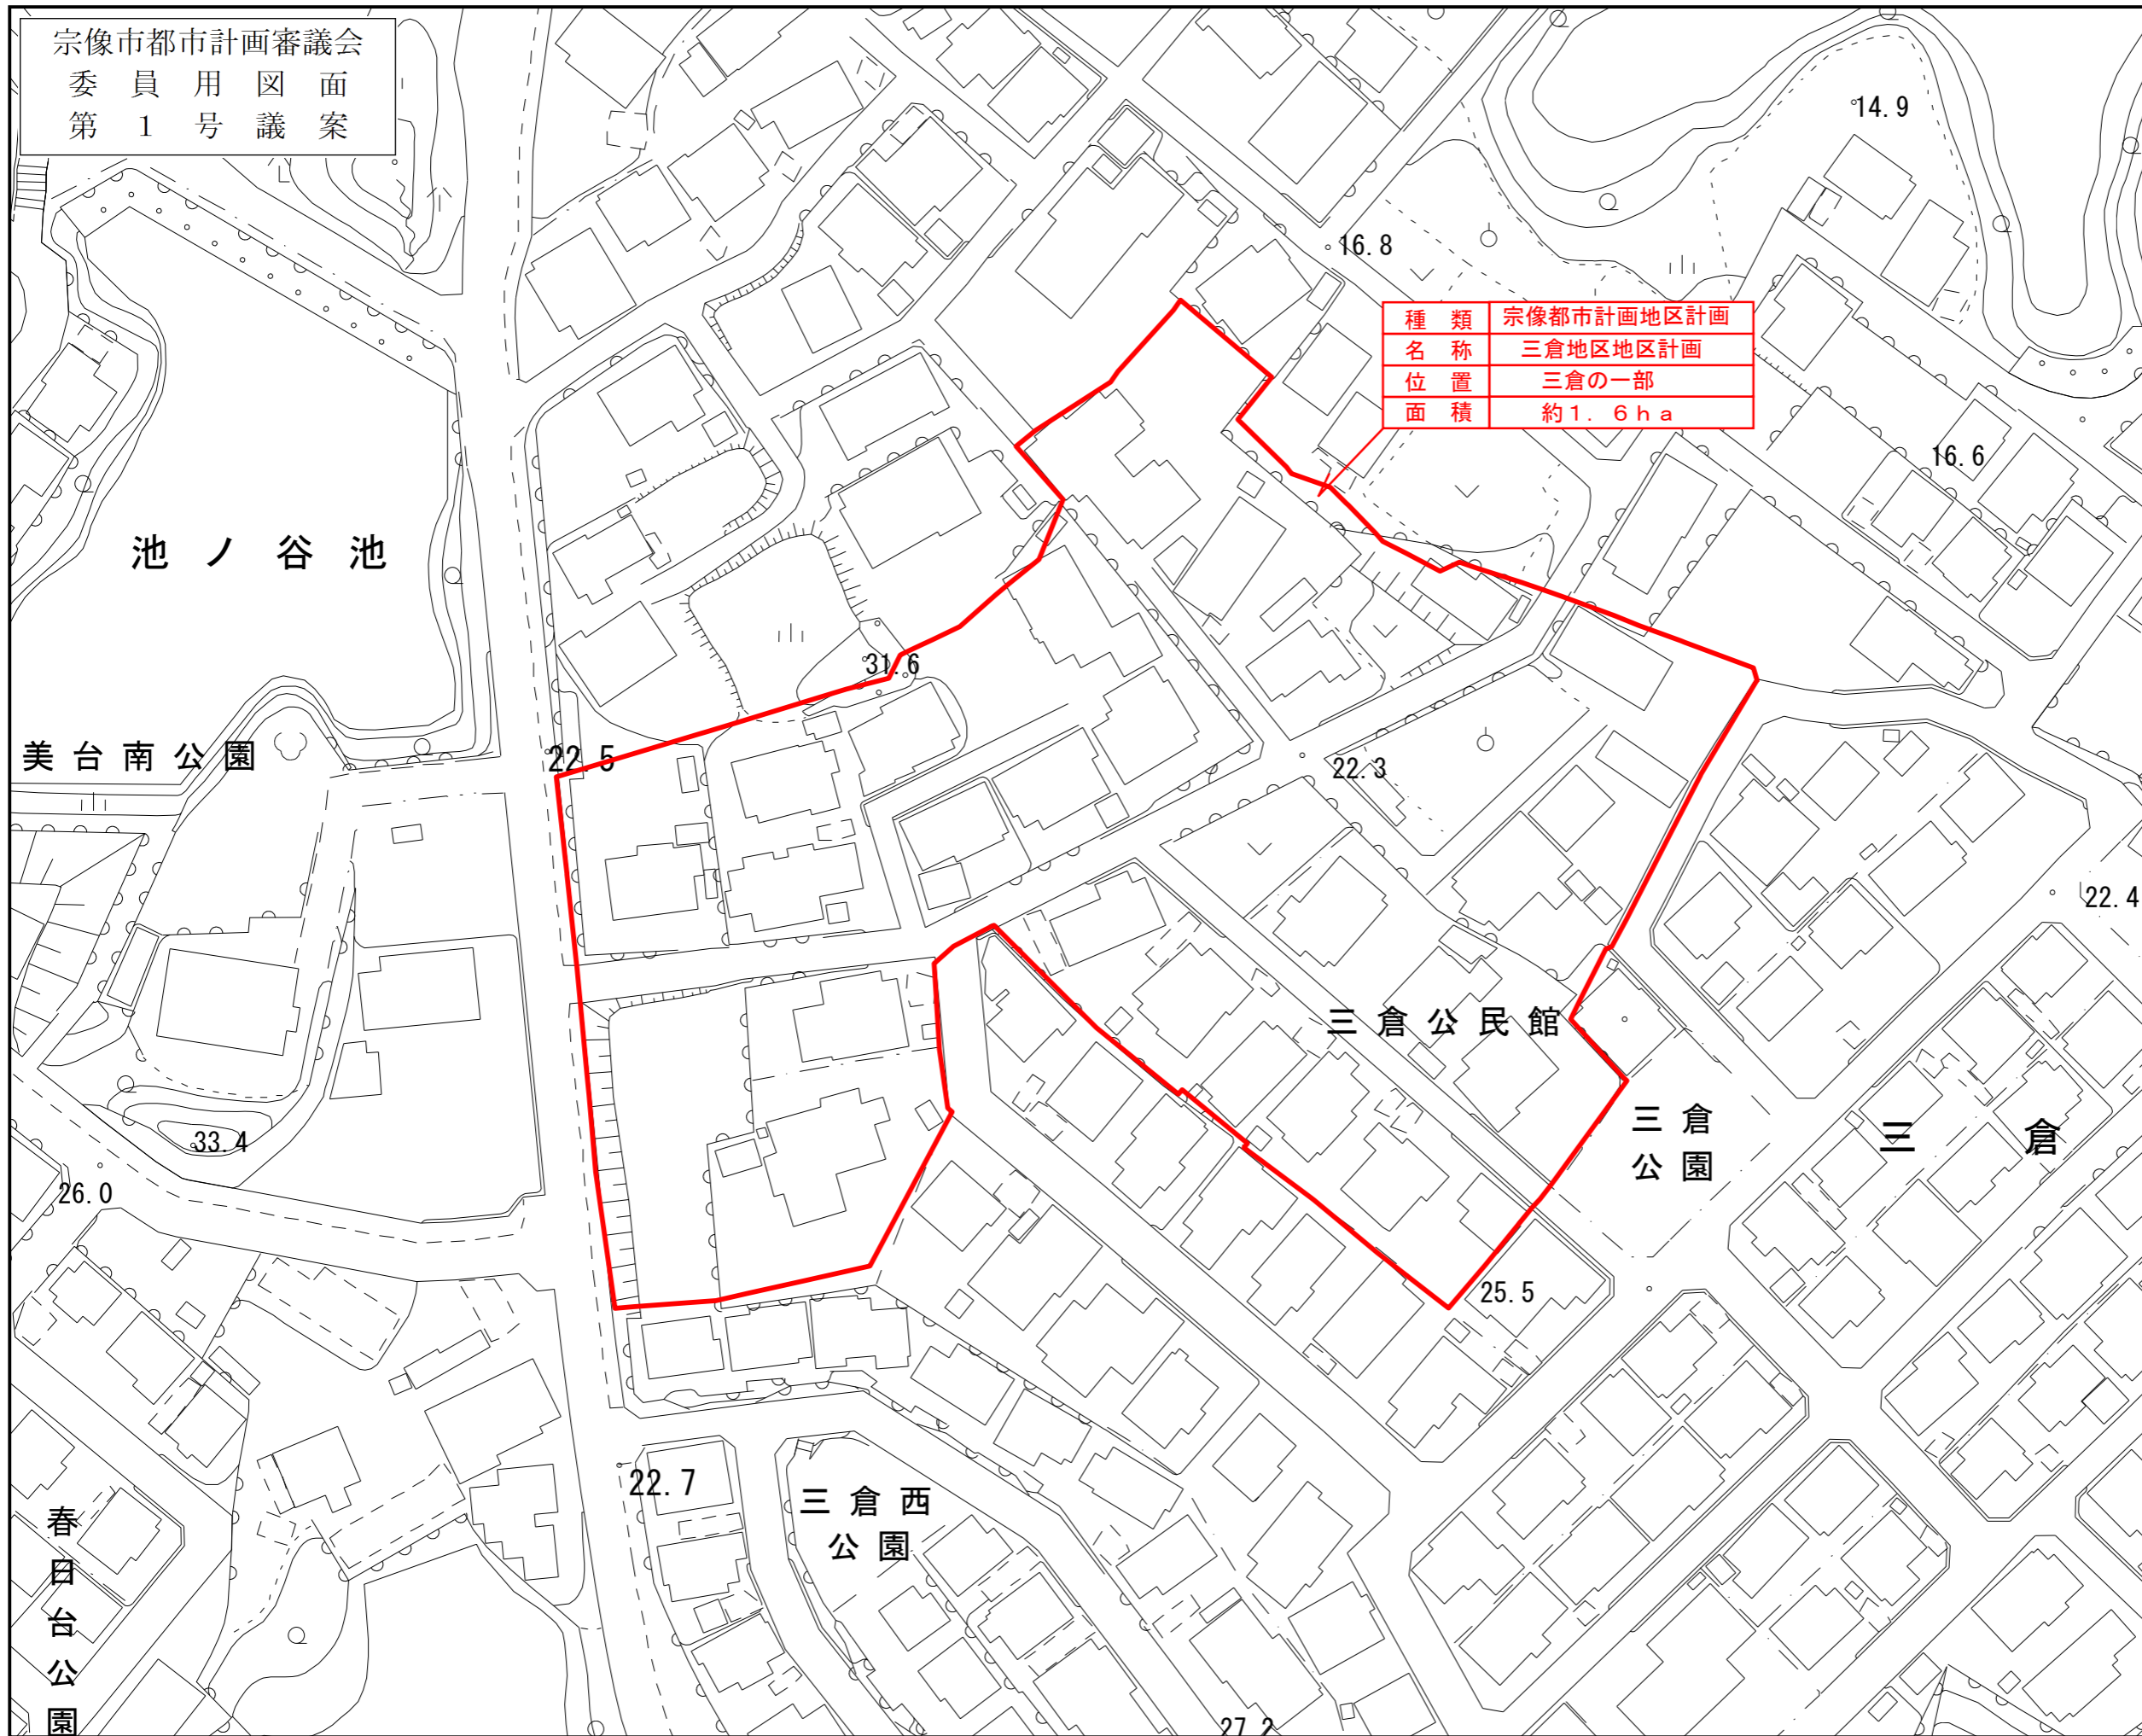 宗像市都市計画審議会
委員用図面
第1号議案
14.9
16.8
種類 宗像都市計画地区計画
名称 三倉地区地区計画
位置 三倉の一部
面積 約1.6ha
16.6
池ノ谷池
31.6
美台南公園
22.5
22.3
22.4
三倉公民館
33.4
三倉
公園
三倉
26.0
25.5
22.7
三倉西
公園
春日台公園
27.2